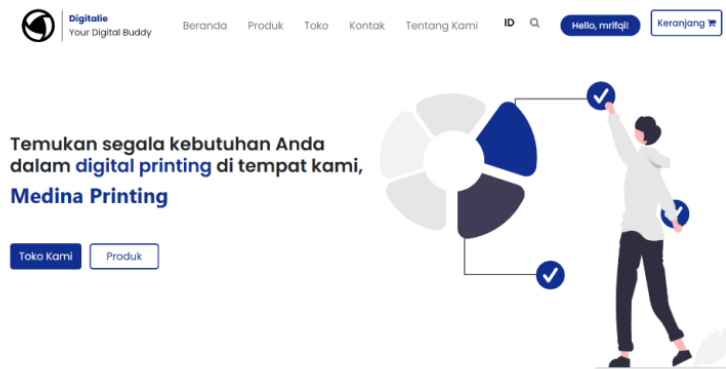 Digitalie
Your Digital Buddy
Beranda Produk Toko Kontak Tentang Kami ID Hello, mrifqi! Keranjang
Temukan segala kebutuhan Anda
dalam digital printing di tempat kami,
Medina Printing
Toko Kami Produk